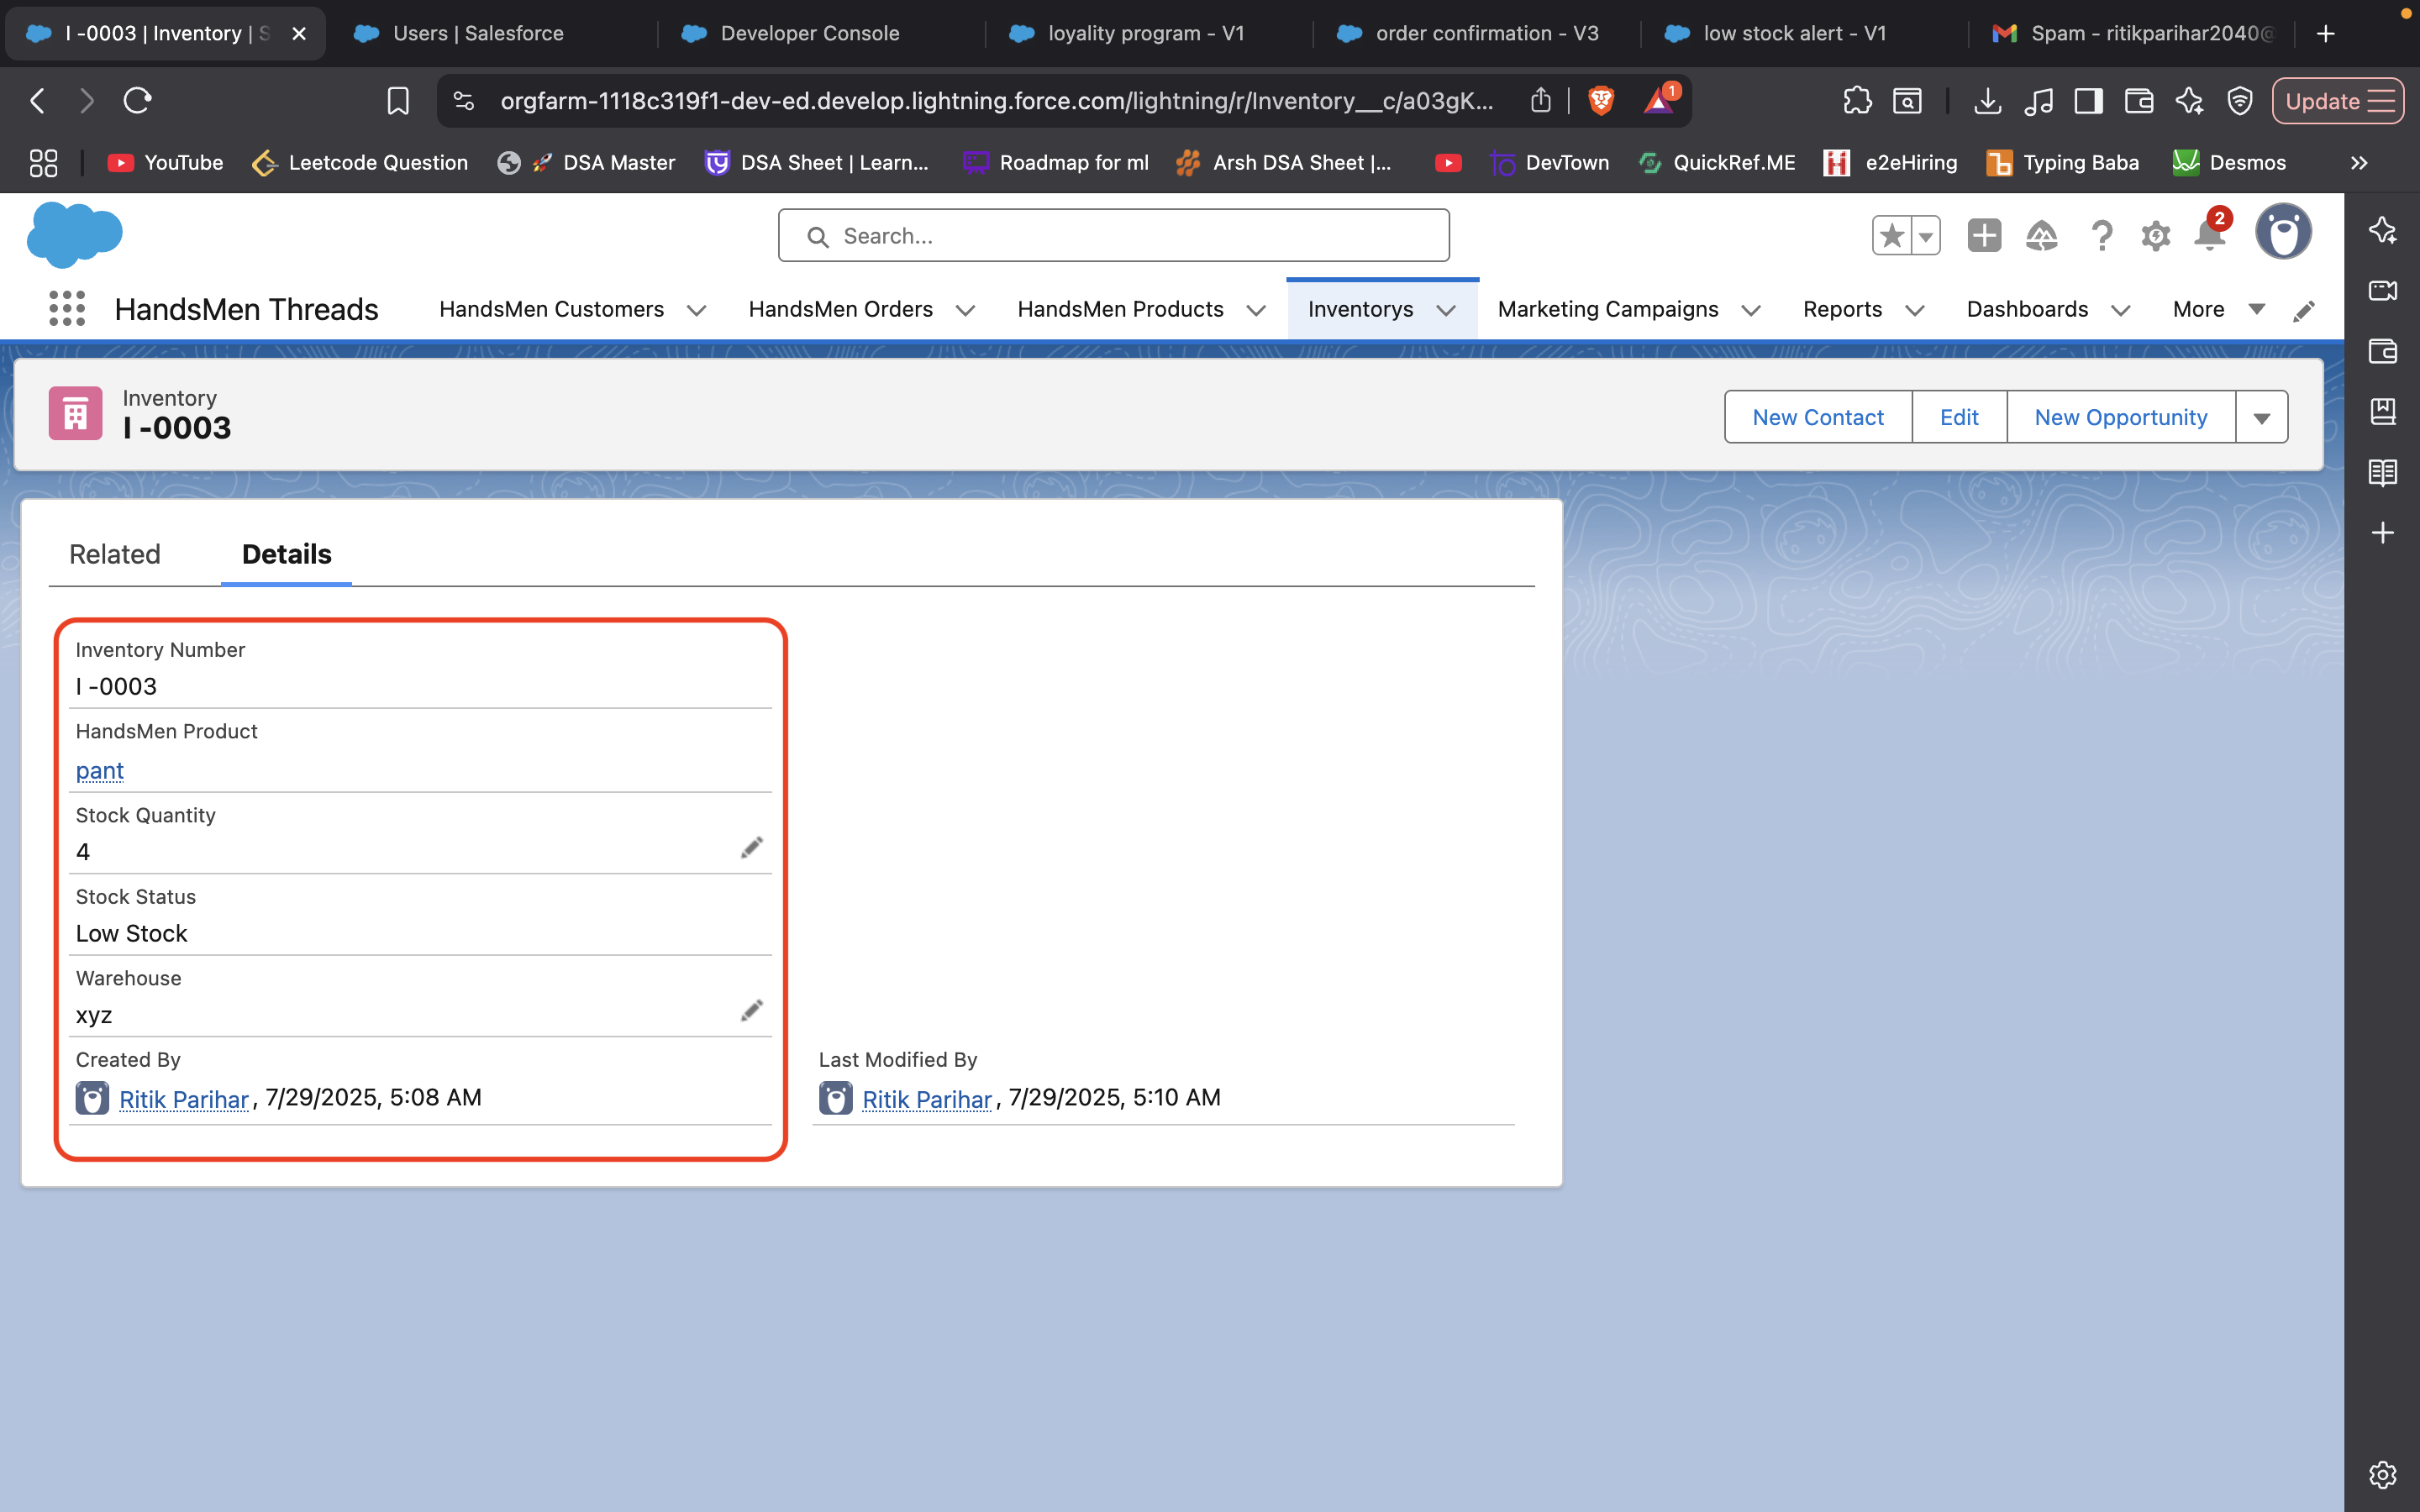 I -0003 | Inventory | S
Users | Salesforce
Developer Console
loyality program - V1
order confirmation - V3
low stock alert - V1
Spam - ritikparihar2040@
orgfarm-1118c319f1-dev-ed.develop.lightning.force.com/lightning/r/Inventory__c/a03gK...
1
Update
YouTube
Leetcode Question
DSA Master
DSA Sheet | Learn...
Roadmap for ml
Arsh DSA Sheet |...
DevTown
QuickRef.ME
e2eHiring
Typing Baba
Desmos
Search...
2
HandsMen Threads
HandsMen Customers
HandsMen Orders
HandsMen Products
Inventorys
Marketing Campaigns
Reports
Dashboards
More
Inventory
I -0003
New Contact
Edit
New Opportunity
Related
Details
Inventory Number
I -0003
HandsMen Product
pant
Stock Quantity
4
Stock Status
Low Stock
Warehouse
xyz
Created By
Ritik Parihar, 7/29/2025, 5:08 AM
Last Modified By
Ritik Parihar, 7/29/2025, 5:10 AM